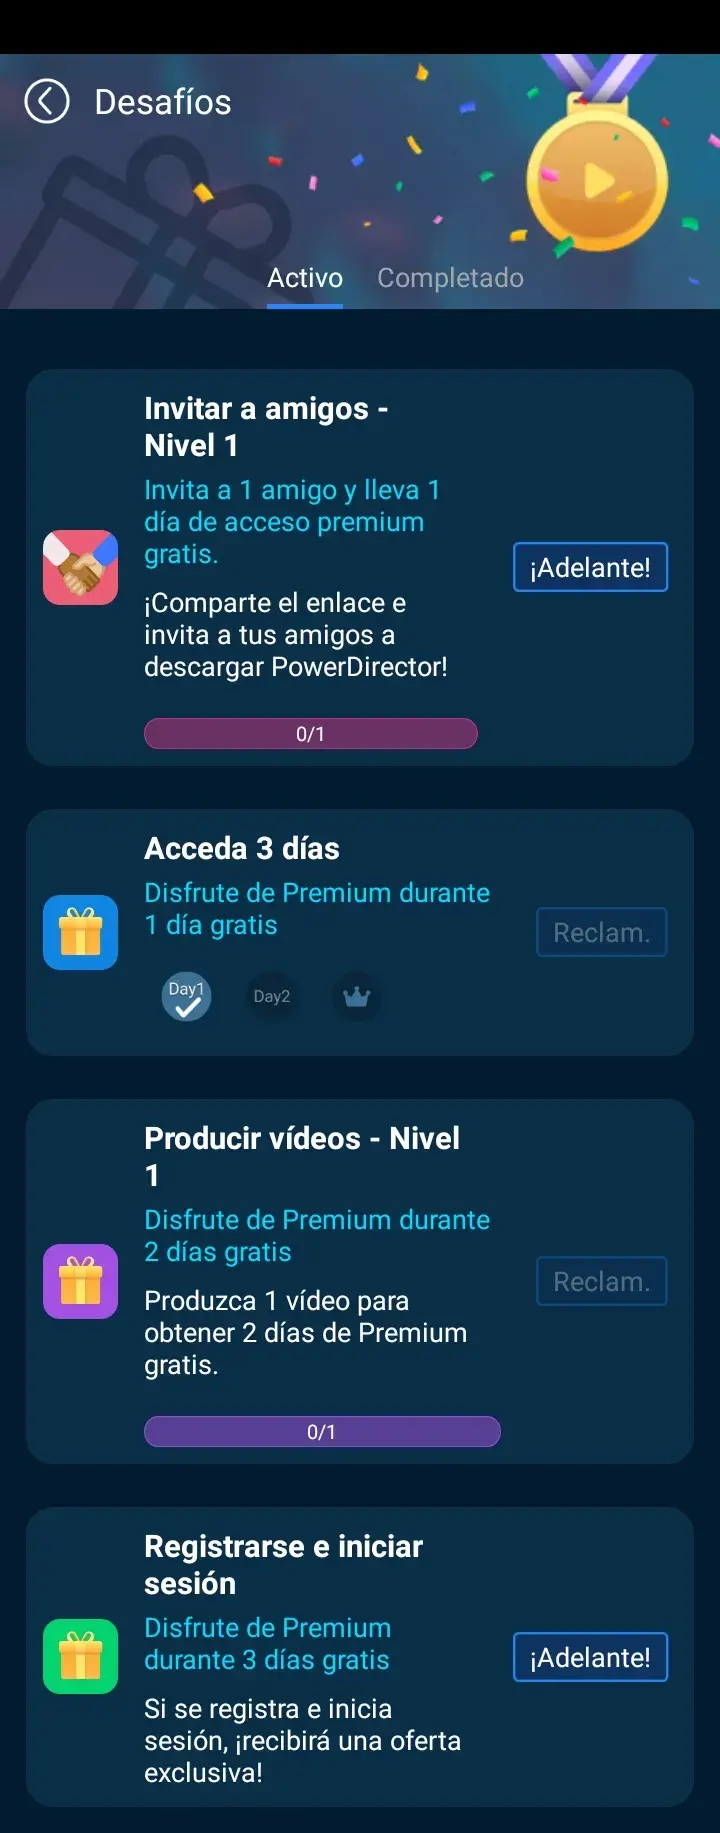 Desafíos
Activo
Completado
Invitar a amigos -
Nivel 1
Invita a 1 amigo y lleva 1
día de acceso premium
gratis.
¡Comparte el enlace e
invita a tus amigos a
descargar PowerDirector!
0/1
¡Adelante!
Acceda 3 días
Disfrute de Premium durante
1 día gratis
Day1
Day2
Reclam.
Producir vídeos - Nivel
1
Disfrute de Premium durante
2 días gratis
Produzca 1 vídeo para
obtener 2 días de Premium
gratis.
0/1
Reclam.
Registrarse e iniciar
sesión
Disfrute de Premium
durante 3 días gratis
Si se registra e inicia
sesión, ¡recibirá una oferta
exclusiva!
¡Adelante!